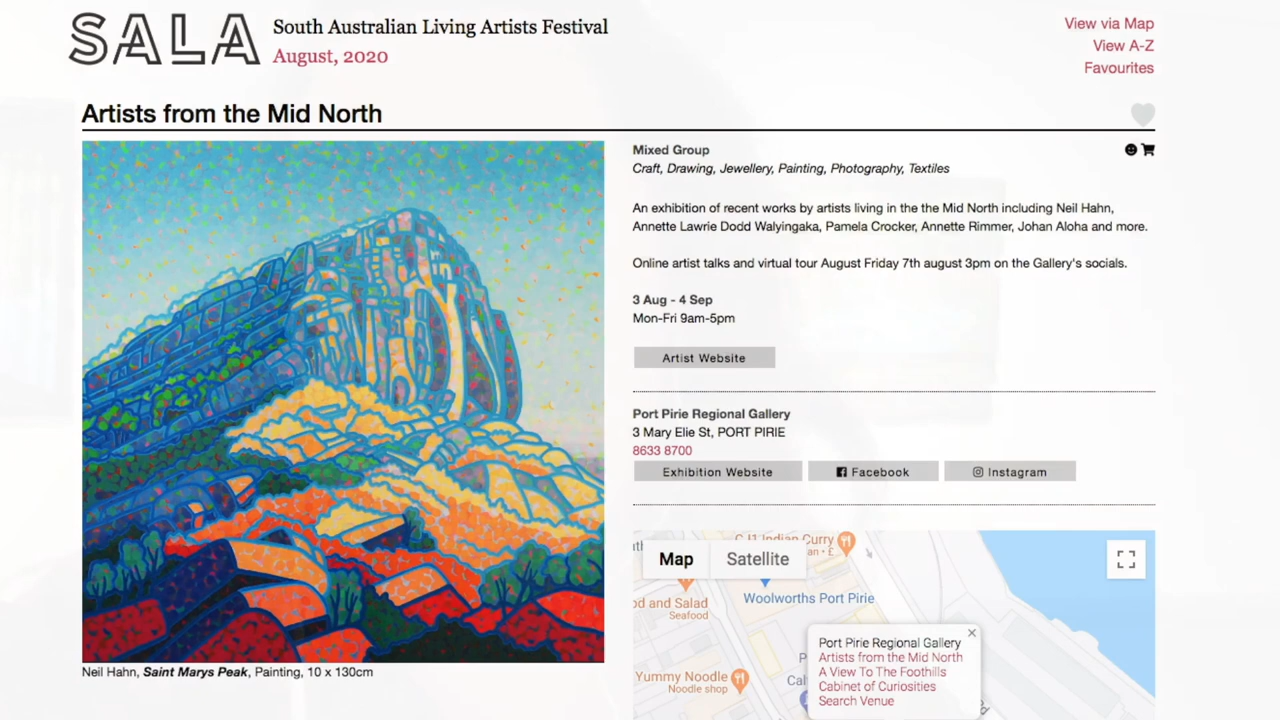 SALA
South Australian Living Artists Festival
August, 2020
View via Map
View A-Z
Favourites
Artists from the Mid North
Mixed Group
Craft, Drawing, Jewellery, Painting, Photography, Textiles
An exhibition of recent works by artists living in the the Mid North including Neil Hahn,
Annette Lawrie Dodd Walyingaka, Pamela Crocker, Annette Rimmer, Johan Aloha and more.
Online artist talks and virtual tour August Friday 7th august 3pm on the Gallery's socials.
3 Aug - 4 Sep
Mon-Fri 9am-5pm
Artist Website
Port Pirie Regional Gallery
3 Mary Elie St, PORT PIRIE
8633 8700
Exhibition Website
Facebook
Instagram
Map
Satellite
Indian Curry
Woolworths Port Pirie
and Salad
Seafood
Yummy Noodle
Noodle shop
Port Pirie Regional Gallery
Artists from the Mid North
A View To The Foothills
Cabinet of Curiosities
Search Venue
Neil Hahn, Saint Marys Peak, Painting, 10 x 130cm